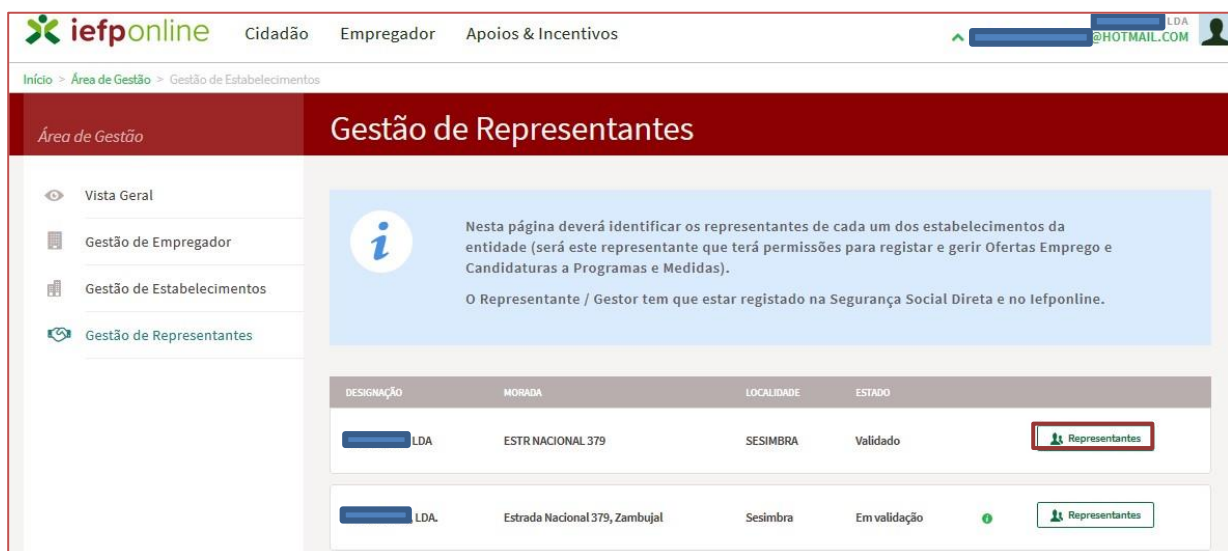 iefponline Cidadão Empregador Apoios & Incentivos
LDA
@HOTMAIL.COM
Início > Área de Gestão > Gestão de Estabelecimentos
Área de Gestão
Gestão de Representantes
Vista Geral
Gestão de Empregador
Gestão de Estabelecimentos
Gestão de Representantes
Nesta página deverá identificar os representantes de cada um dos estabelecimentos da
entidade (será este representante que terá permissões para registar e gerir Ofertas Emprego e
Candidaturas a Programas e Medidas).
O Representante / Gestor tem que estar registado na Segurança Social Direta e no Iefponline.
DESIGNAÇÃO MORADA LOCALIDADE ESTADO
LDA ESTR NACIONAL 379 SESIMBRA Validado Representantes
LDA. Estrada Nacional 379, Zambujal Sesimbra Em validação Representantes